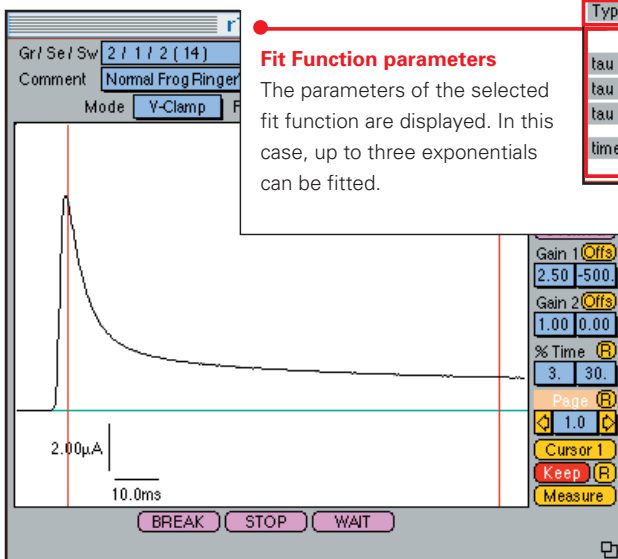 Typ
r
Gr/ Se/ Sw 2 / 1 / 2 ( 14 )
Comment Normal Frog Ringer
Mode V-Clamp F
Fit Function parameters
The parameters of the selected
fit function are displayed. In this
case, up to three exponentials
can be fitted.
tau
tau
tau
time
Gain 1 Offs
2.50 -500.
Gain 2 Offs
1.00 0.00
% Time R
3. 30.
Page R
1.0
Cursor 1
Keep R
Measure
2.00µA
10.0ms
BREAK STOP WAIT